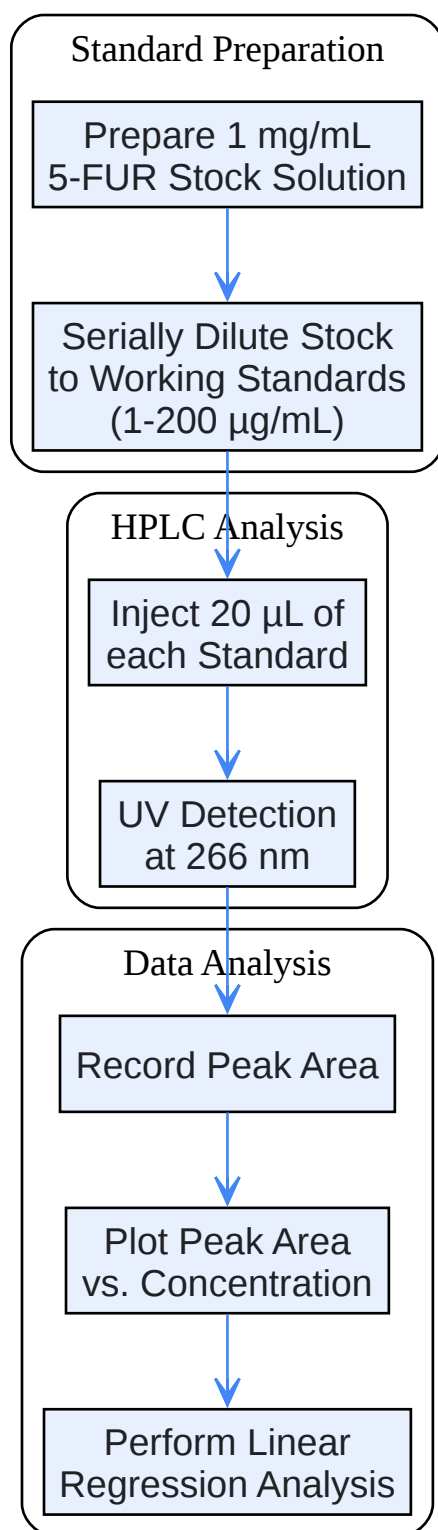 Standard Preparation
Prepare 1 mg/mL
5-FUR Stock Solution
Serially Dilute Stock
to Working Standards
(1-200 µg/mL)
HPLC Analysis
Inject 20 µL of
each Standard
UV Detection
at 266 nm
Data Analysis
Record Peak Area
Plot Peak Area
vs. Concentration
Perform Linear
Regression Analysis